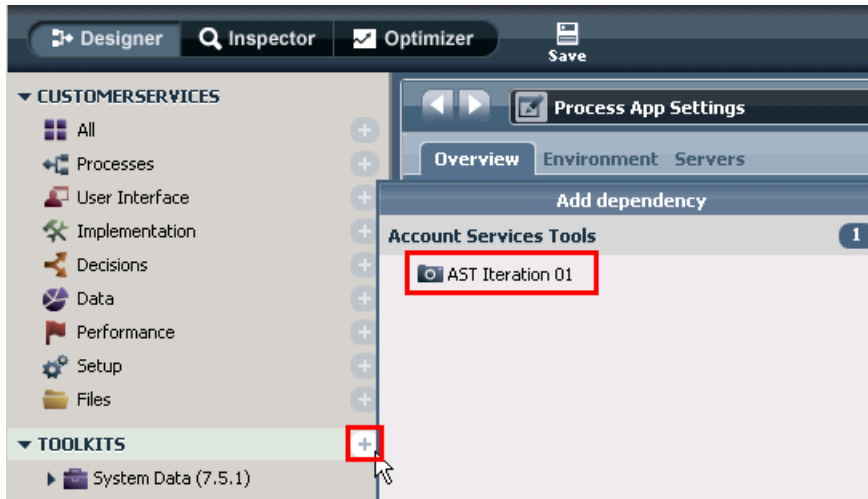 Designer Inspector Optimizer
Save
CUSTOMERSERVICES
All
Processes
User Interface
Implementation
Decisions
Data
Performance
Setup
Files
TOOLKITS
System Data (7.5.1)
Process App Settings
Overview Environment Servers
Add dependency
Account Services Tools 1
AST Iteration 01